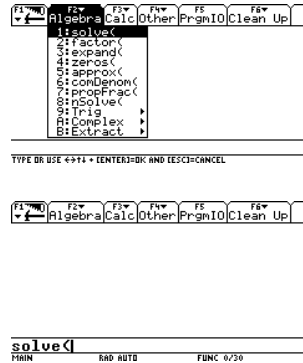 F1 F2 F3 F4 F5 F6
Algebra Calc Other PrgmIO Clean Up
1:solve(
2:factor(
3:expand(
4:zeros(
5:approx(
6:comDenom(
7:propFrac(
8:nSolve(
9:Trig
A:Complex
B:Extract
TYPE OR USE ←→↑↓ + [ENTER]=OK AND [ESC]=CANCEL
F1 F2 F3 F4 F5 F6
Algebra Calc Other PrgmIO Clean Up
solve(
MAIN RAD AUTO FUNC 0/30